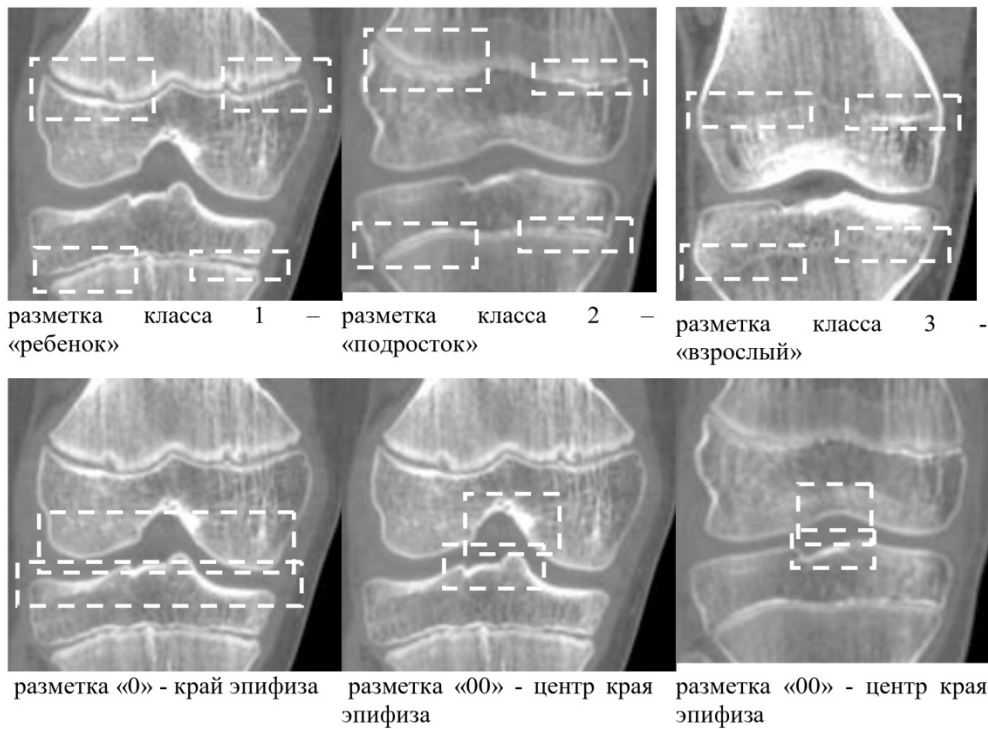 разметка класса 1 –
«ребенок»
разметка класса 2 –
«подросток»
разметка класса 3 -
«взрослый»
разметка «0» - край эпифиза
разметка «00» - центр края
эпифиза
разметка «00» - центр края
эпифиза